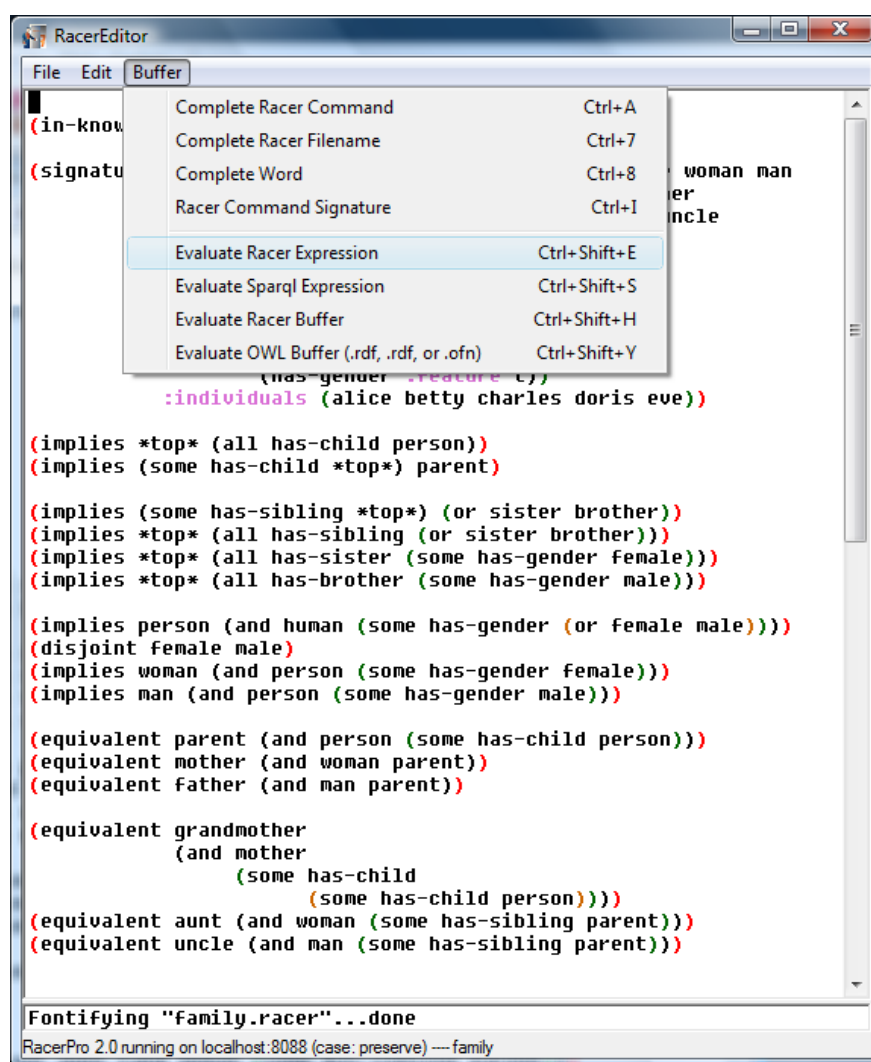 RacerEditor
File Edit Buffer
Complete Racer Command Ctrl+A
(in-know
Complete Racer Filename Ctrl+7
(signatu Complete Word Ctrl+8 woman man
Racer Command Signature Ctrl+I er
uncle
Evaluate Racer Expression Ctrl+Shift+E
Evaluate Sparql Expression Ctrl+Shift+S
Evaluate Racer Buffer Ctrl+Shift+H
Evaluate OWL Buffer (.rdf, .rdf, or .ofn) Ctrl+Shift+Y
(has-gender :feature t))
:individuals (alice betty charles doris eve))
(implies *top* (all has-child person))
(implies (some has-child *top*) parent)
(implies (some has-sibling *top*) (or sister brother))
(implies *top* (all has-sibling (or sister brother)))
(implies *top* (all has-sister (some has-gender female)))
(implies *top* (all has-brother (some has-gender male)))
(implies person (and human (some has-gender (or female male))))
(disjoint female male)
(implies woman (and person (some has-gender female)))
(implies man (and person (some has-gender male)))
(equivalent parent (and person (some has-child person)))
(equivalent mother (and woman parent))
(equivalent father (and man parent))
(equivalent grandmother
(and mother
(some has-child
(some has-child person))))
(equivalent aunt (and woman (some has-sibling parent)))
(equivalent uncle (and man (some has-sibling parent)))
Fontifying "family.racer"...done
RacerPro 2.0 running on localhost:8088 (case: preserve) ---- family